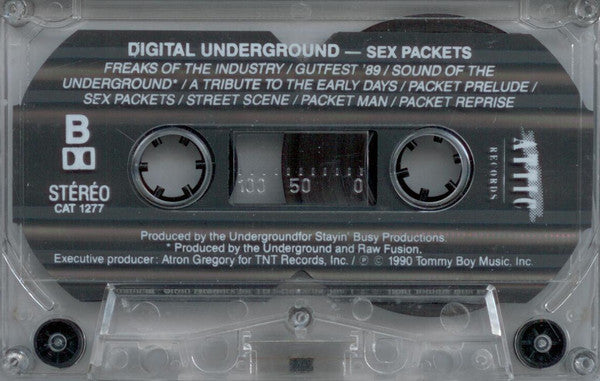 DIGITAL UNDERGROUND — SEX PACKETS
FREAKS OF THE INDUSTRY / GUTFEST '89 / SOUND OF THE
UNDERGROUND* / A TRIBUTE TO THE EARLY DAYS / PACKET PRELUDE /
SEX PACKETS / STREET SCENE / PACKET MAN / PACKET REPRISE
B
STÉRÉO
CAT 1277
100 50 0
ATTIC
RECORDS
Produced by the Undergroundfor Stayin' Busy Productions.
* Produced by the Underground and Raw Fusion.
Executive producer : Atron Gregory for TNT Records, Inc. / ℗ © 1990 Tommy Boy Music, Inc.